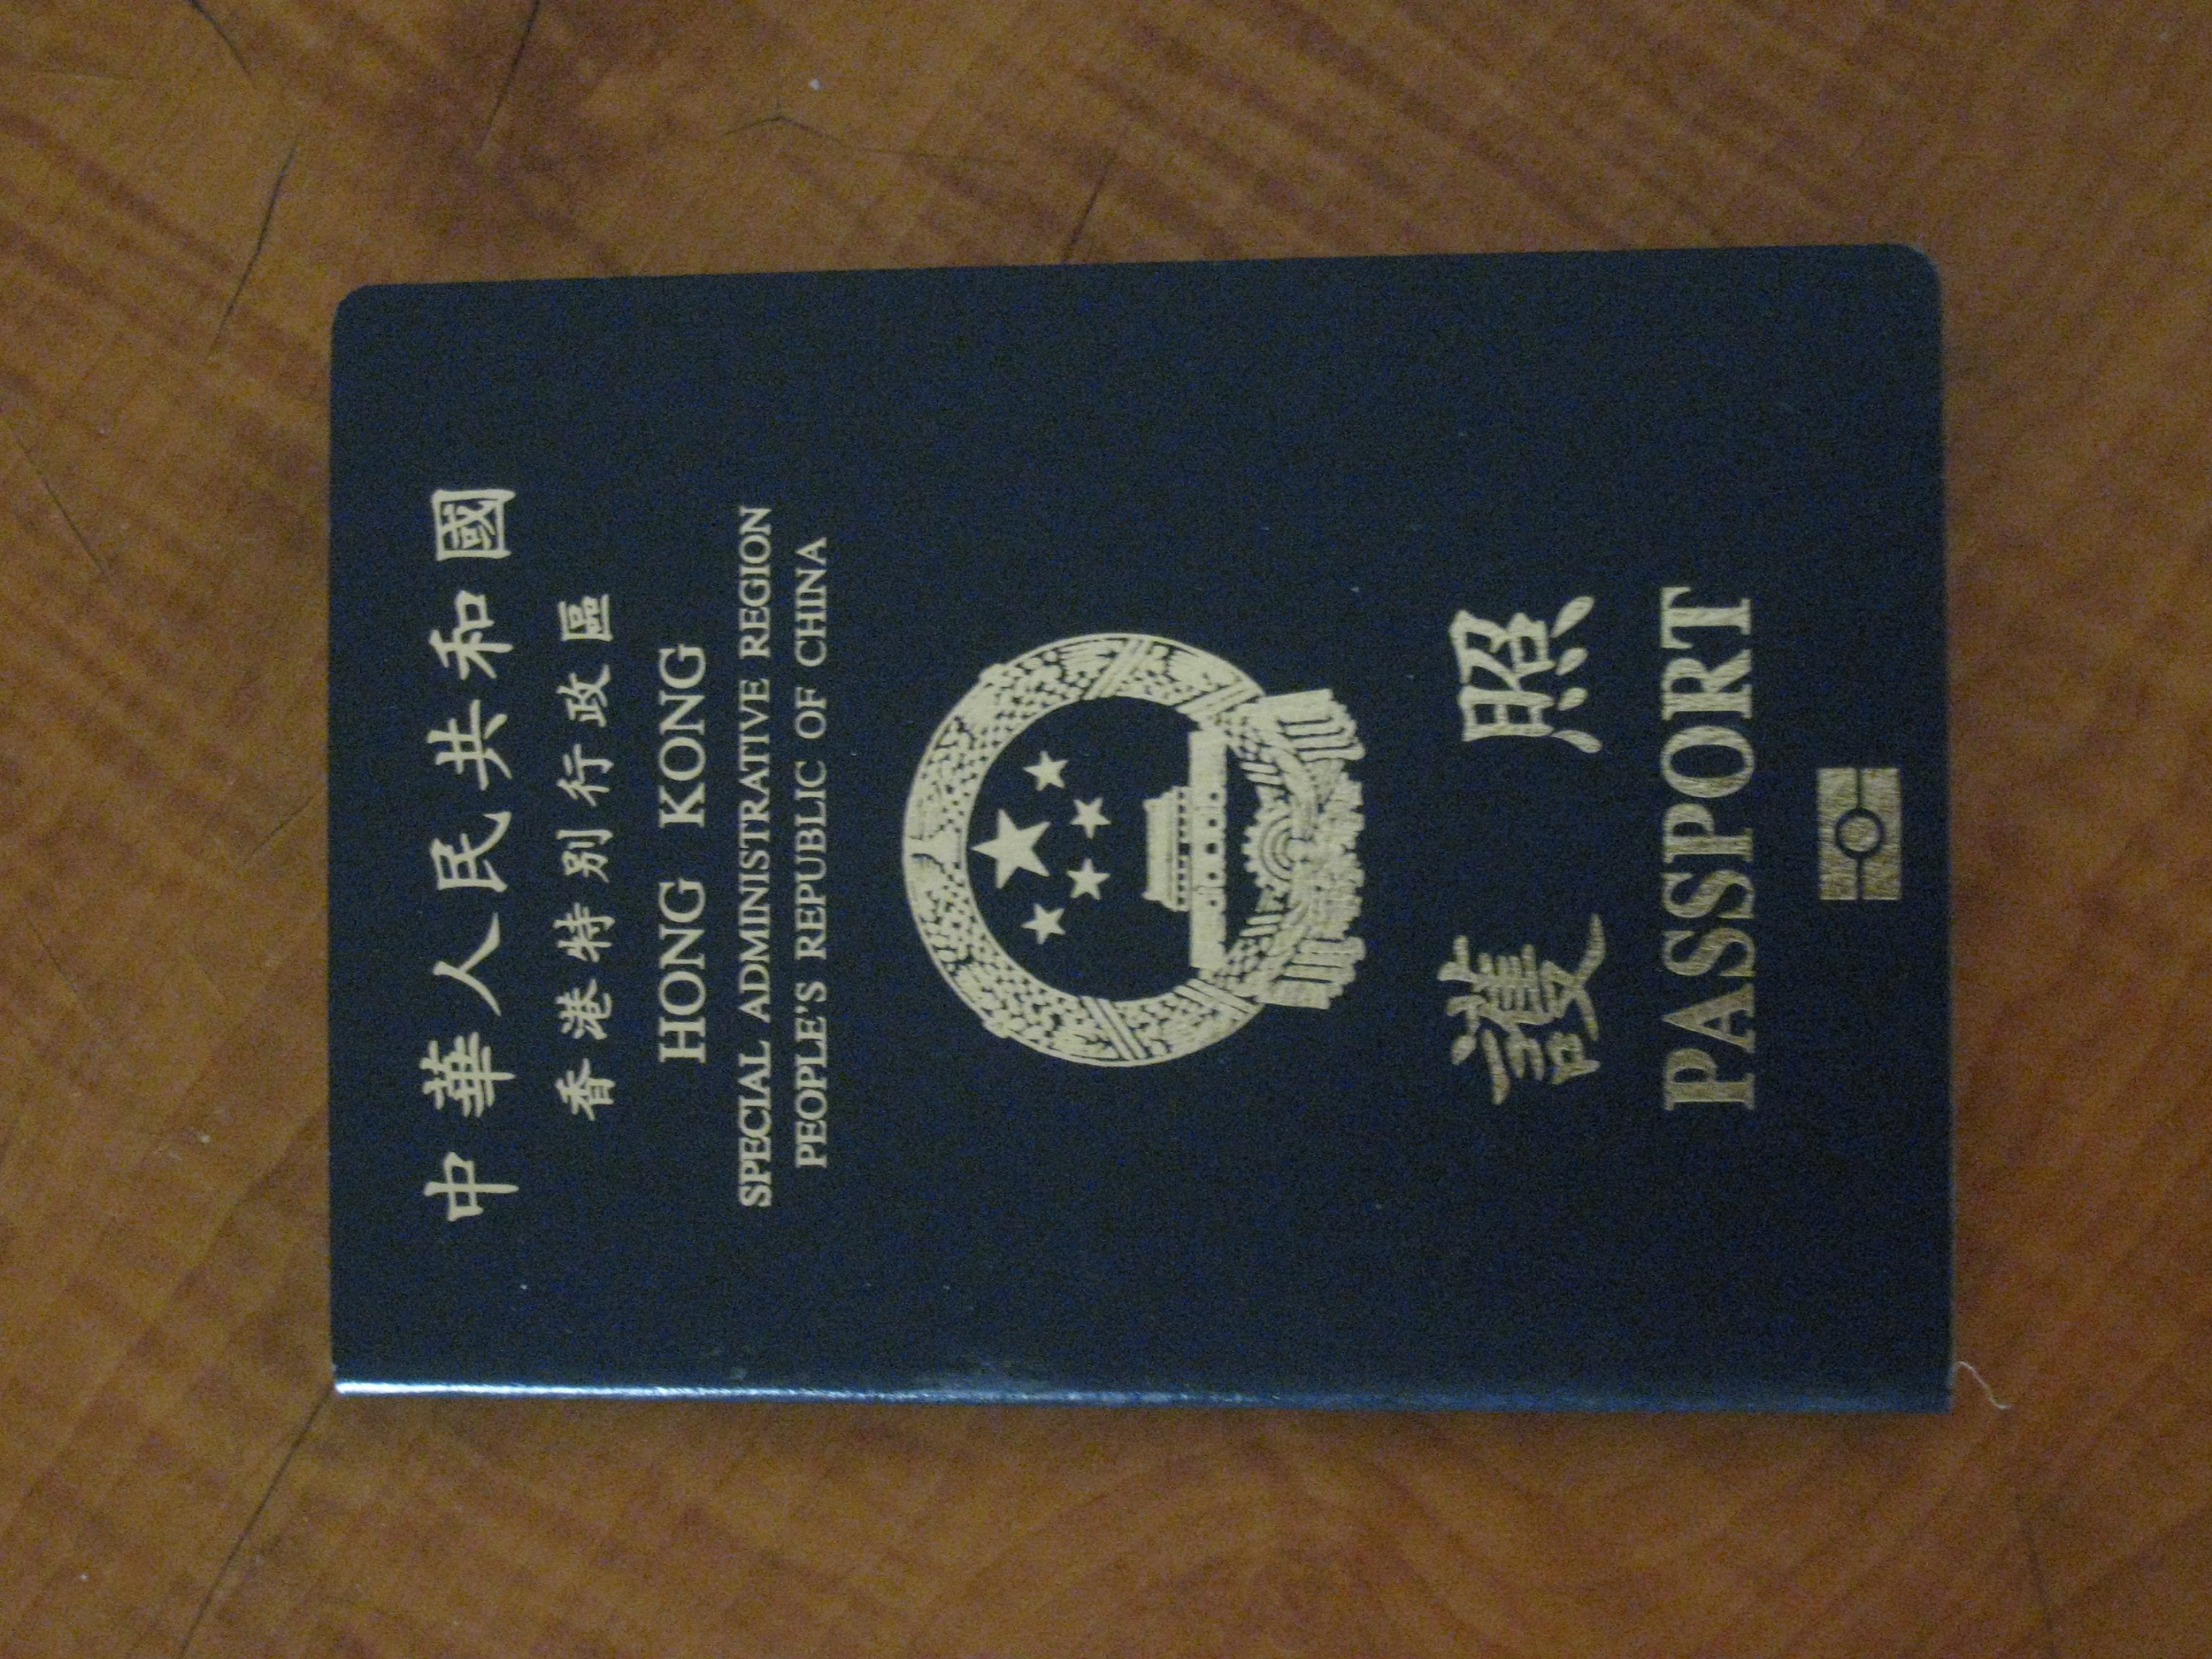 中華人民共和國
香港特别行政區
HONG KONG
SPECIAL ADMINISTRATIVE REGION
PEOPLE'S REPUBLIC OF CHINA
護照
PASSPORT